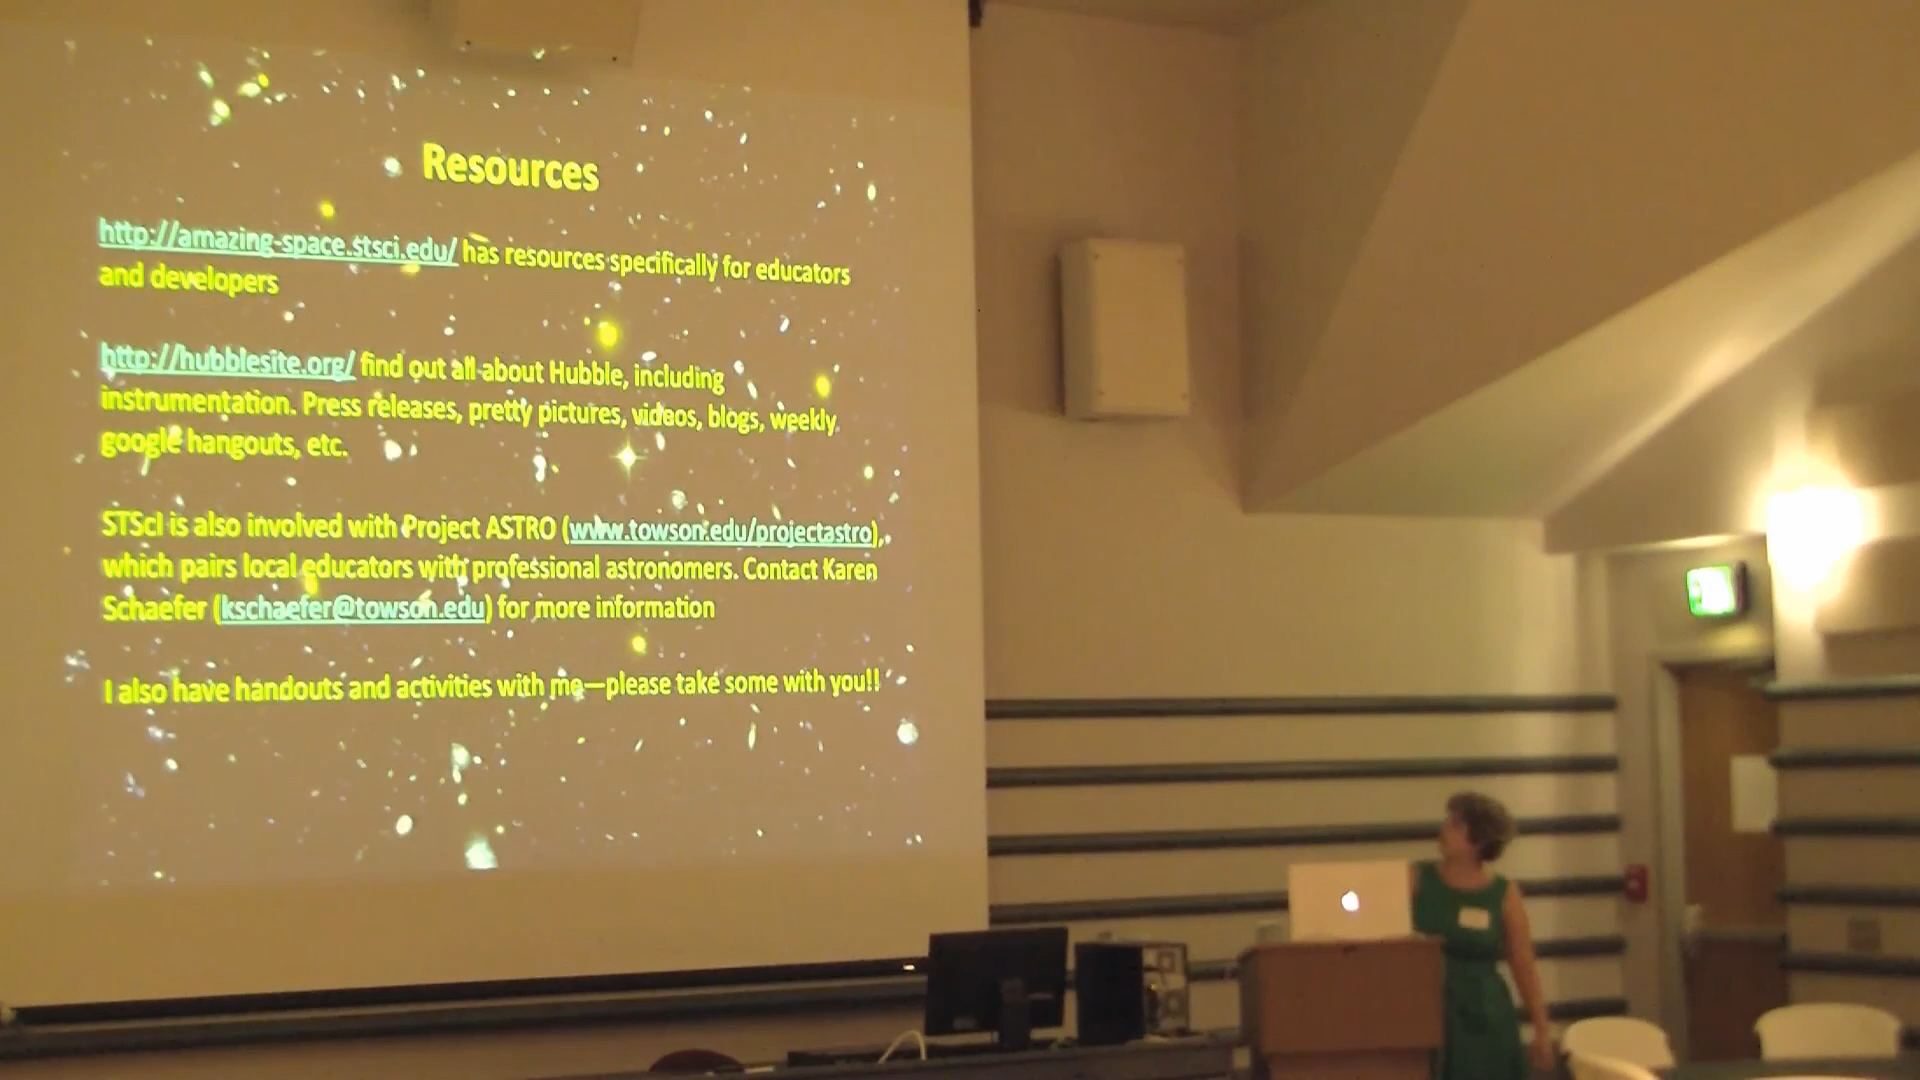 Resources
http://amazing-space.stsci.edu/ has resources specifically for educators
and developers
http://hubblesite.org/ find out all about Hubble, including
instrumentation. Press releases, pretty pictures, videos, blogs, weekly
google hangouts, etc.
STScI is also involved with Project ASTRO (www.towson.edu/projectastro),
which pairs local educators with professional astronomers. Contact Karen
Schaefer (kschaefer@towson.edu) for more information
I also have handouts and activities with me—please take some with you!!